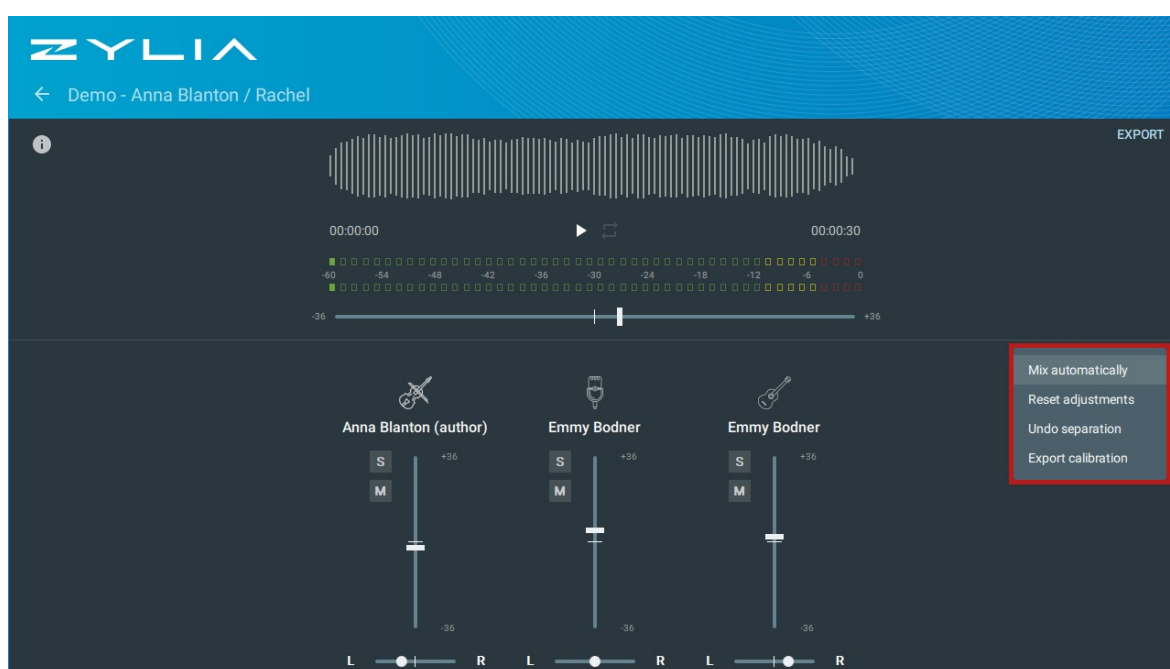 ZYLIA
Demo - Anna Blanton / Rachel
EXPORT
00:00:00 00:00:30
-60 -54 -48 -42 -36 -30 -24 -18 -12 -6 0
-36 +36
Mix automatically
Reset adjustments
Undo separation
Export calibration
Anna Blanton (author) Emmy Bodner Emmy Bodner
S +36 S +36 S +36
M M M
-36 -36 -36
L R L R L R